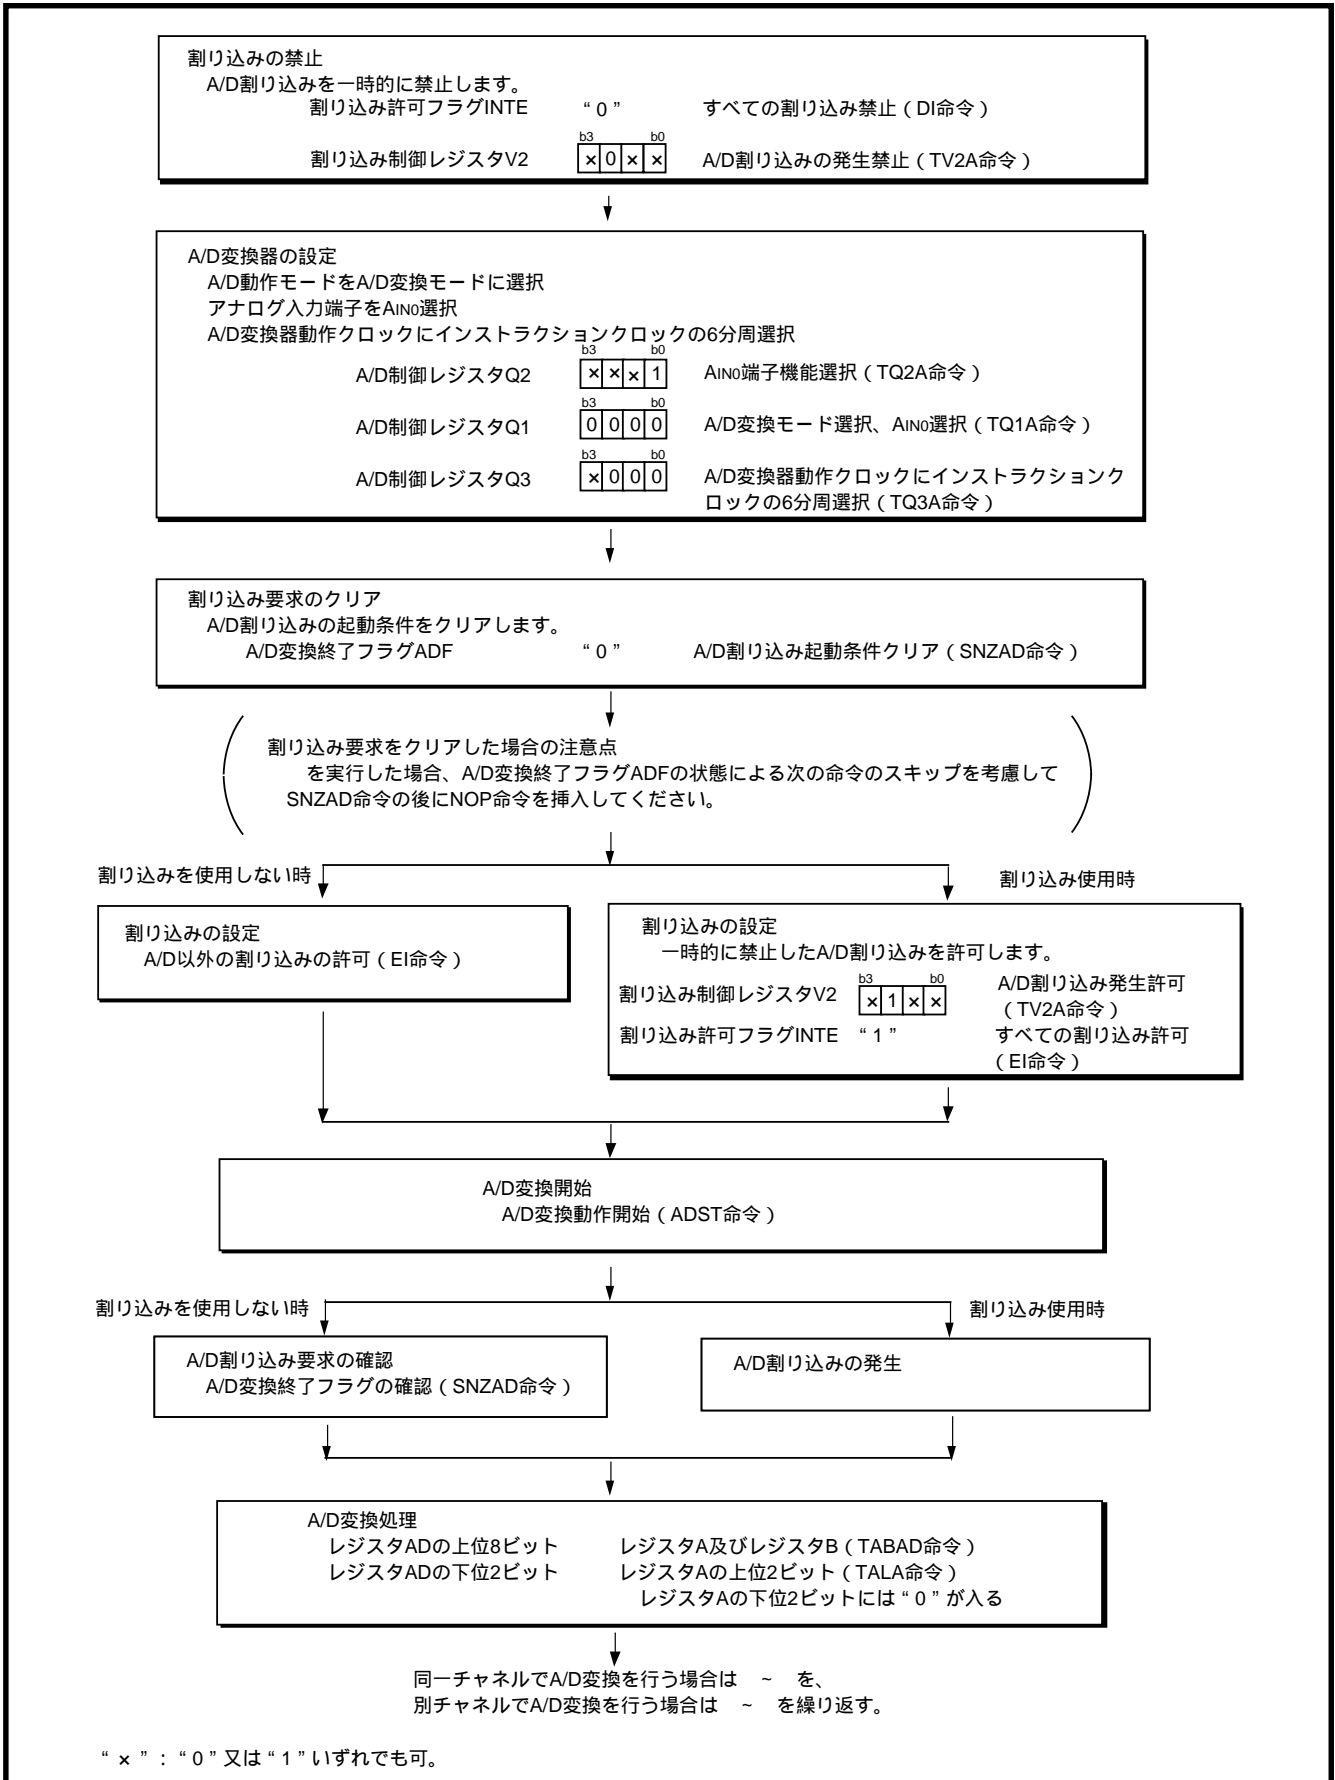 割り込みの禁止
A/D割り込みを一時的に禁止します。
割り込み許可フラグINTE “ 0 ” すべての割り込み禁止 ( DI命令 )
b3 b0
割り込み制御レジスタV2 × 0 × × A/D割り込みの発生禁止 ( TV2A命令 )
A/D変換器の設定
A/D動作モードをA/D変換モードに選択
アナログ入力端子をAIN0選択
A/D変換器動作クロックにインストラクションクロックの6分周選択
b3 b0
A/D制御レジスタQ2 × × × 1 AIN0端子機能選択 ( TQ2A命令 )
b3 b0
A/D制御レジスタQ1 0 0 0 0 A/D変換モード選択、AIN0選択 ( TQ1A命令 )
b3 b0
A/D制御レジスタQ3 × 0 0 0 A/D変換器動作クロックにインストラクションク
ロックの6分周選択 ( TQ3A命令 )
割り込み要求のクリア
A/D割り込みの起動条件をクリアします。
A/D変換終了フラグADF “ 0 ” A/D割り込み起動条件クリア ( SNZAD命令 )
割り込み要求をクリアした場合の注意点
を実行した場合、A/D変換終了フラグADFの状態による次の命令のスキップを考慮して
SNZAD命令の後にNOP命令を挿入してください。
割り込みを使用しない時
割り込み使用時
割り込みの設定
A/D以外の割り込みの許可 ( EI命令 )
割り込みの設定
一時的に禁止したA/D割り込みを許可します。
b3 b0
割り込み制御レジスタV2 × 1 × × A/D割り込み発生許可
( TV2A命令 )
割り込み許可フラグINTE “ 1 ” すべての割り込み許可
( EI命令 )
A/D変換開始
A/D変換動作開始 ( ADST命令 )
割り込みを使用しない時
割り込み使用時
A/D割り込み要求の確認
A/D変換終了フラグの確認 ( SNZAD命令 )
A/D割り込みの発生
A/D変換処理
レジスタADの上位8ビット レジスタA及びレジスタB ( TABAD命令 )
レジスタADの下位2ビット レジスタAの上位2ビット ( TALA命令 )
レジスタAの下位2ビットには “ 0 ” が入る
同一チャネルでA/D変換を行う場合は ~ を、
別チャネルでA/D変換を行う場合は ~ を繰り返す。
“ × ” : “ 0 ” 又は “ 1 ” いずれでも可。